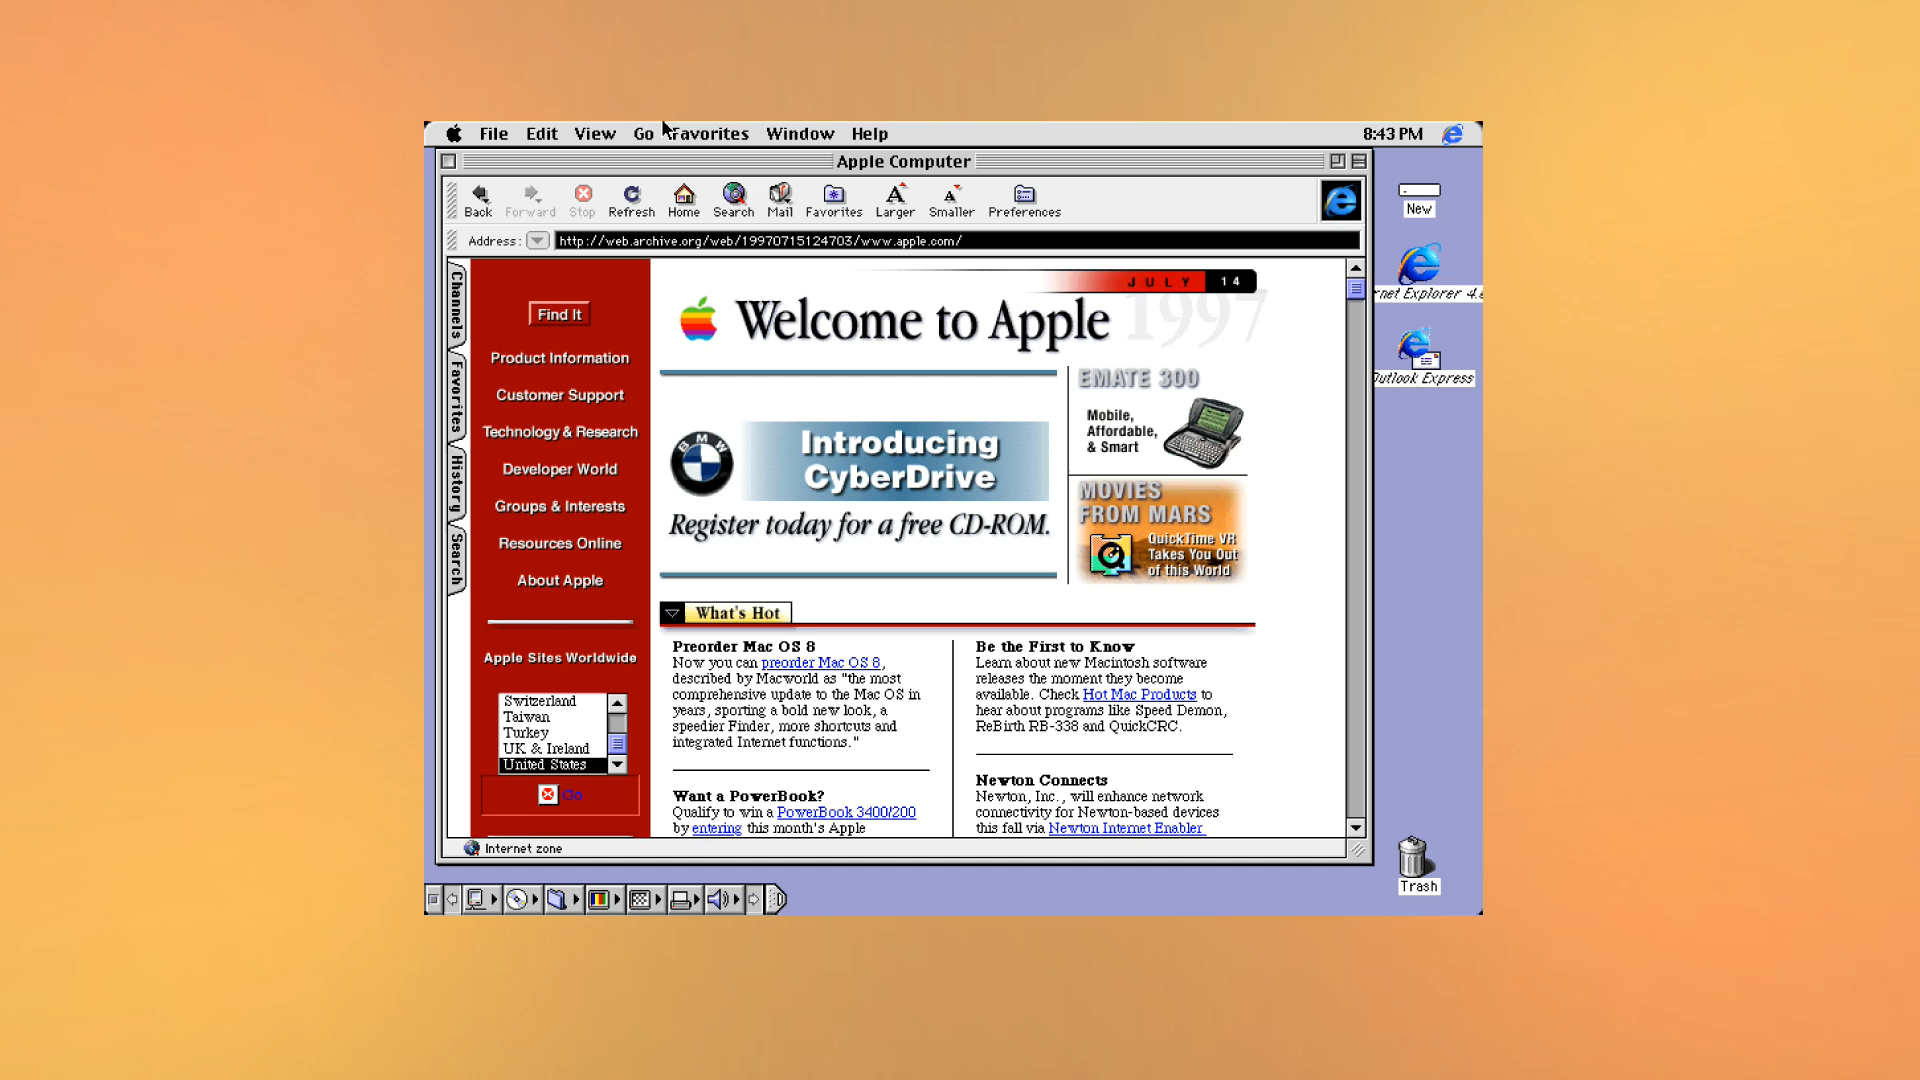 File Edit View Go Favorites Window Help 8:43 PM
Apple Computer
Back Forward Stop Refresh Home Search Mail Favorites Larger Smaller Preferences
Address: http://web.archive.org/web/19970715124703/www.apple.com/
Channels
Favorites
History
Search
Find It
Product Information
Customer Support
Technology & Research
Developer World
Groups & Interests
Resources Online
About Apple
Apple Sites Worldwide
Switzerland
Taiwan
Turkey
UK & Ireland
United States
Go
JULY 14
1997
Welcome to Apple
BMW
Introducing
CyberDrive
Register today for a free CD-ROM.
EMATE 300
Mobile,
Affordable,
& Smart
MOVIES
FROM MARS
QuickTime VR
Takes You Out
of this World
What's Hot
Preorder Mac OS 8
Now you can preorder Mac OS 8,
described by Macworld as "the most
comprehensive update to the Mac OS in
years, sporting a bold new look, a
speedier Finder, more shortcuts and
integrated Internet functions."
Want a PowerBook?
Qualify to win a PowerBook 3400/200
by entering this month's Apple
Be the First to Know
Learn about new Macintosh software
releases the moment they become
available. Check Hot Mac Products to
hear about programs like Speed Demon,
ReBirth RB-338 and QuickCRC.
Newton Connects
Newton, Inc., will enhance network
connectivity for Newton-based devices
this fall via Newton Internet Enabler
Internet zone
New
rnet Explorer 4.
Outlook Express
Trash